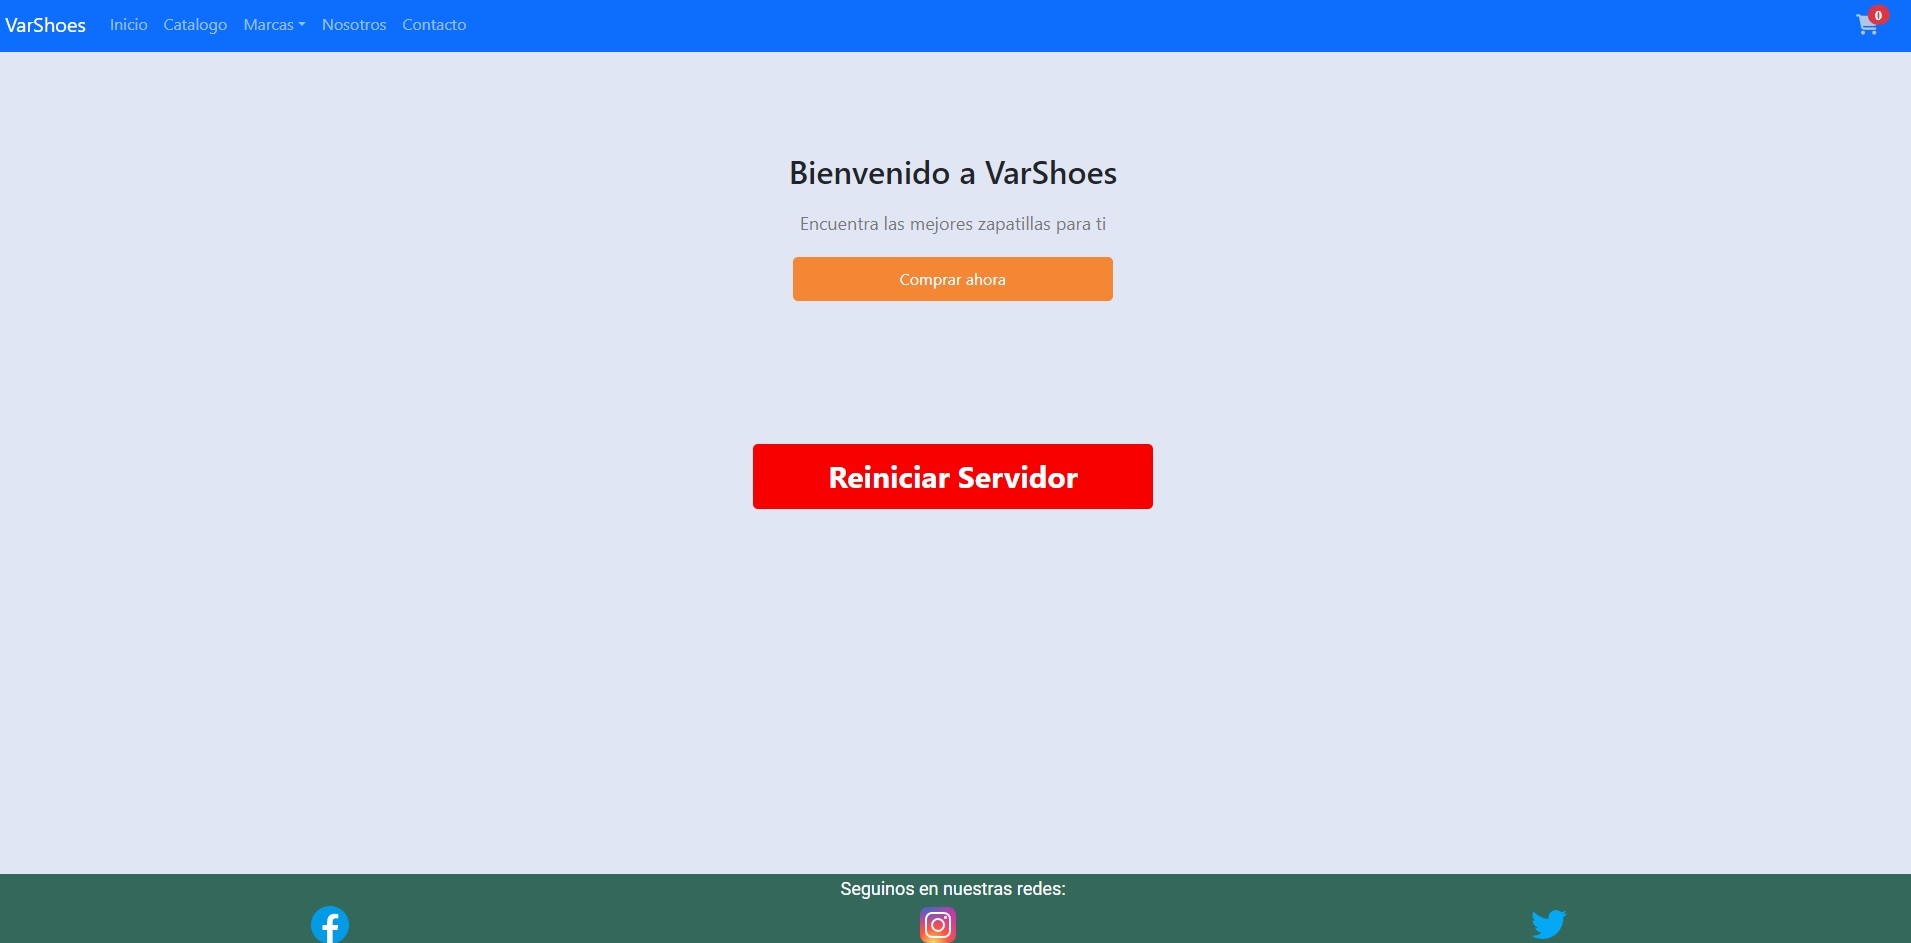 VarShoes Inicio Catalogo Marcas Nosotros Contacto 0
Bienvenido a VarShoes
Encuentra las mejores zapatillas para ti
Comprar ahora
Reiniciar Servidor
Seguinos en nuestras redes: